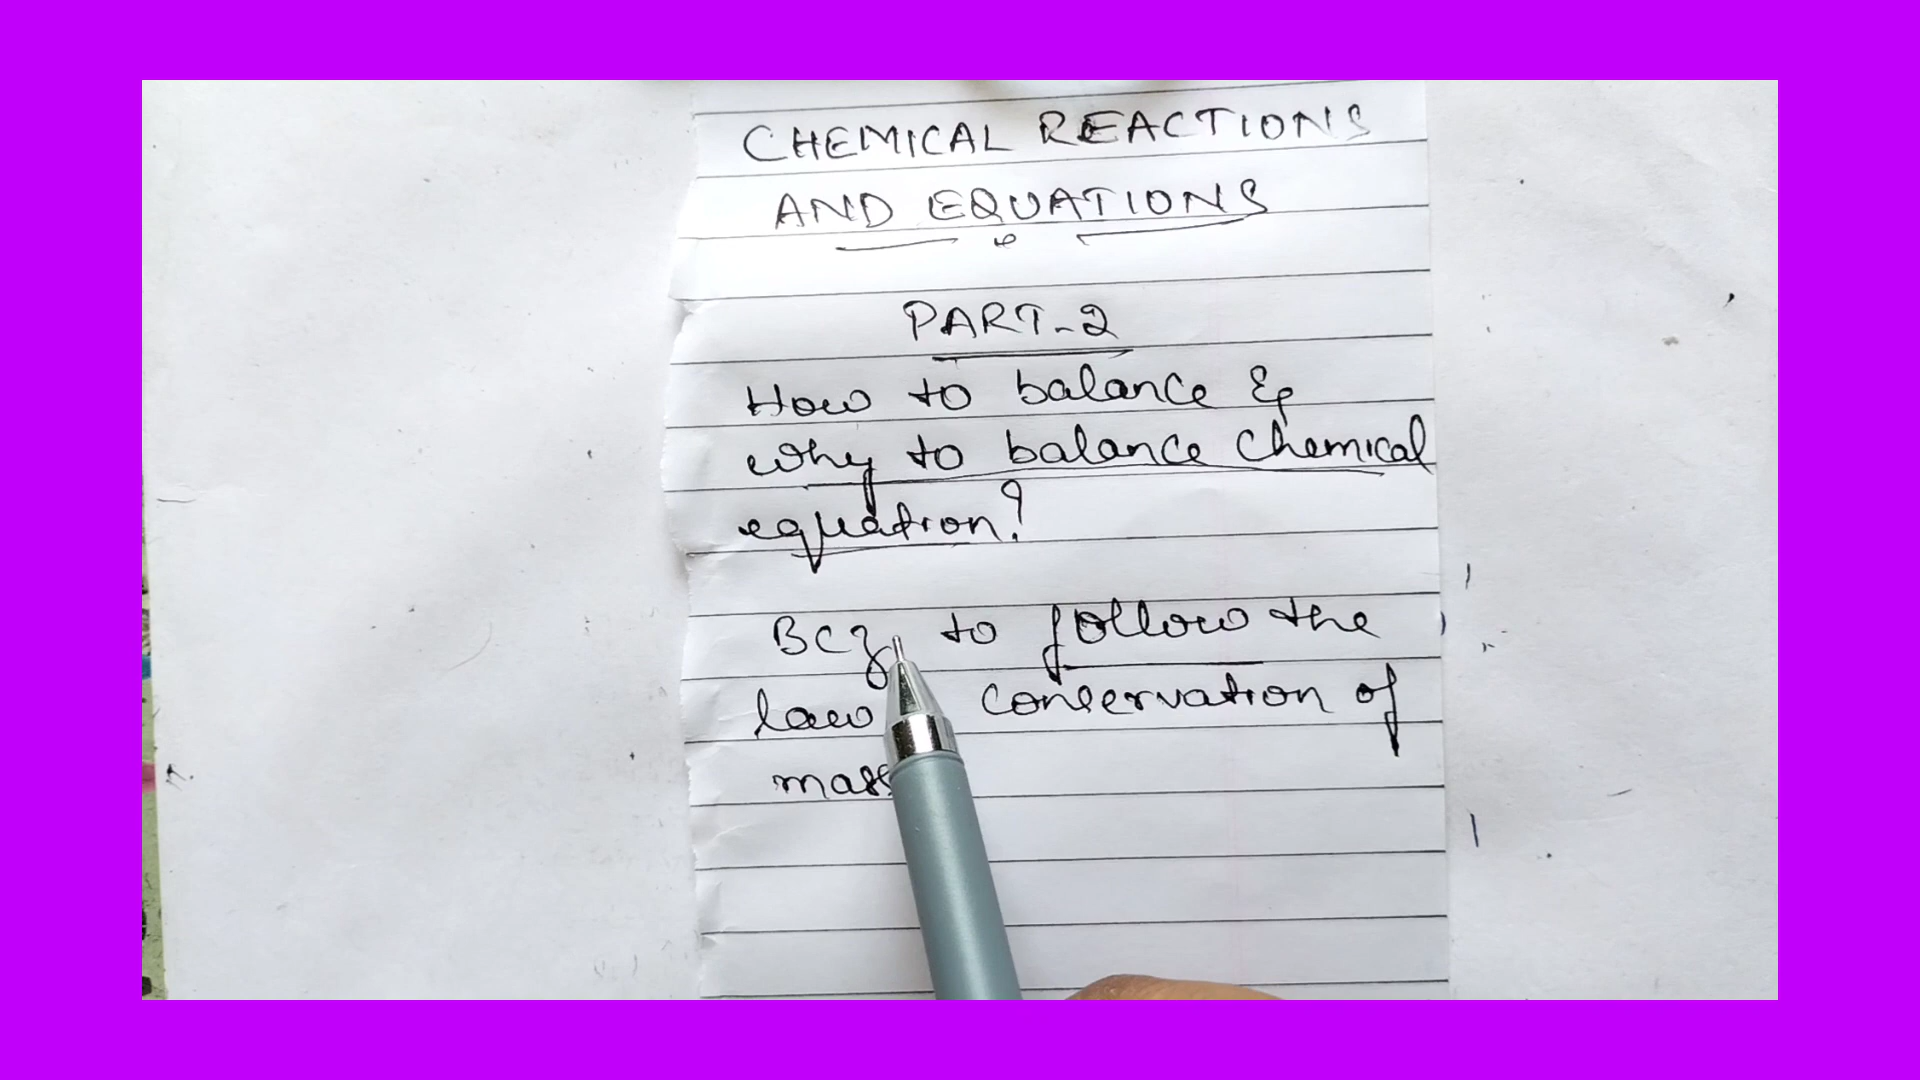 CHEMICAL REACTIONS
AND EQUATIONS
PART-2
How to balance &
why to balance chemical
equation?
BCZ to follow the
law conservation of
mass